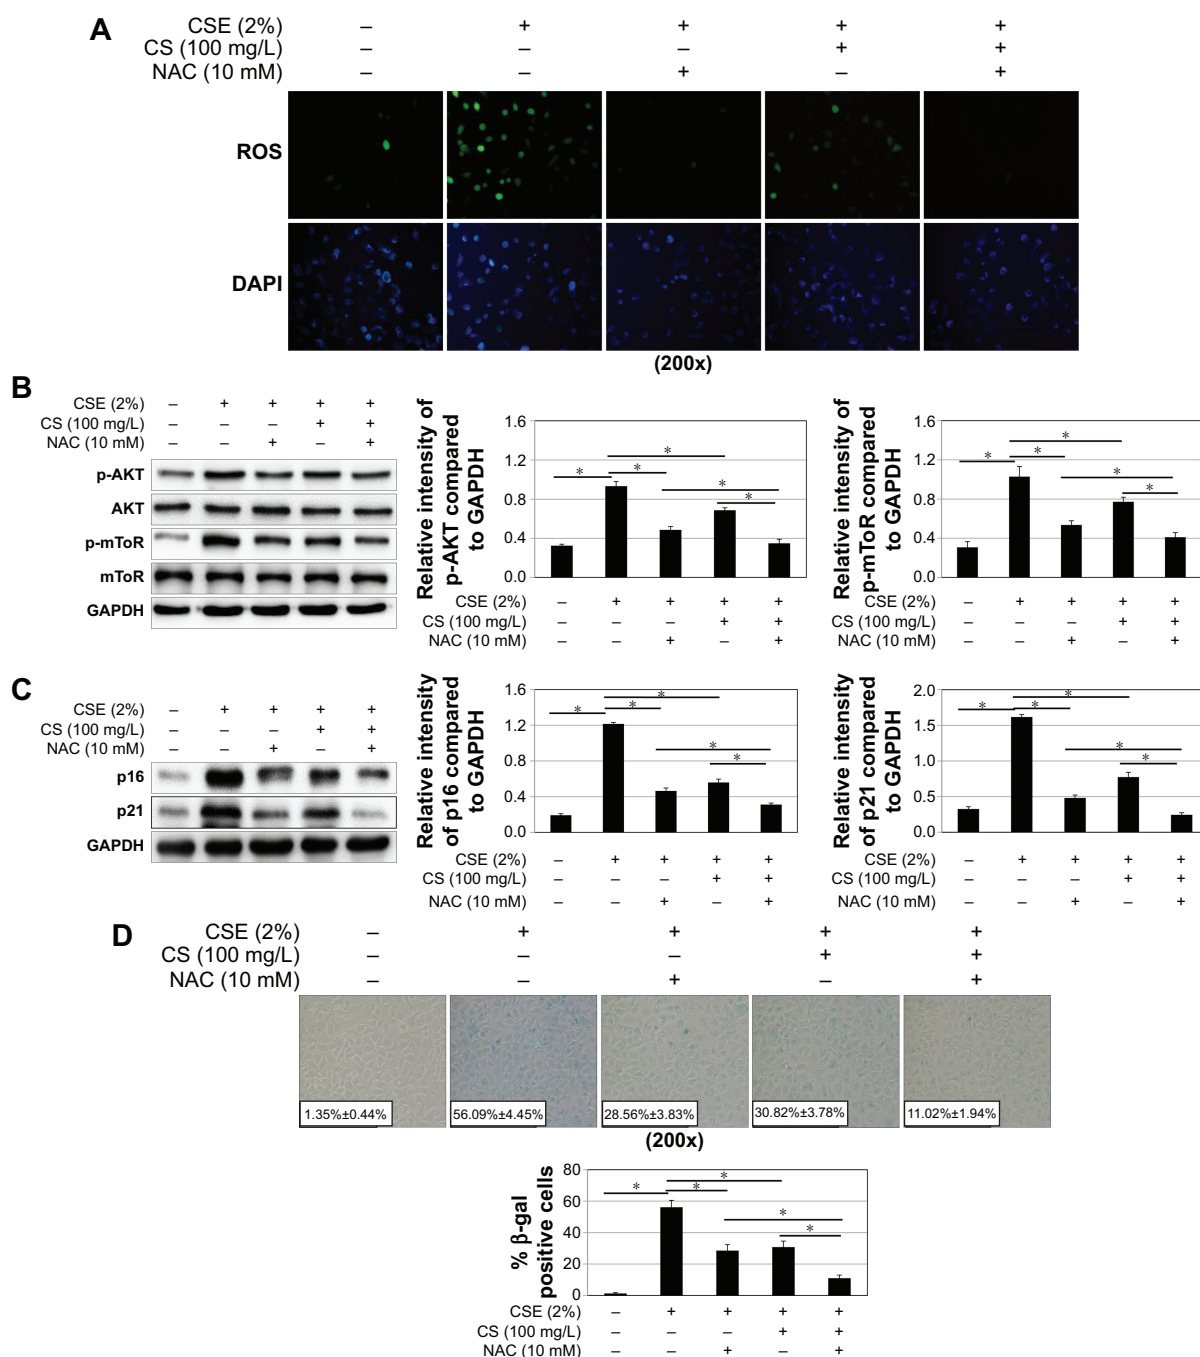 A
CSE (2%) – + + + +
CS (100 mg/L) – – – + +
NAC (10 mM) – – + – +
ROS
DAPI
(200x)
B
CSE (2%) – + + + +
CS (100 mg/L) – – – + +
NAC (10 mM) – – + – +
p-AKT
AKT
p-mToR
mToR
GAPDH
Relative intensity of
p-AKT compared
to GAPDH
1.6
1.2
0.8
0.4
0.0
* * * * *
CSE (2%) – + + + +
CS (100 mg/L) – – – + +
NAC (10 mM) – – + – +
Relative intensity of
p-mToR compared
to GAPDH
1.6
1.2
0.8
0.4
0.0
* * * * *
CSE (2%) – + + + +
CS (100 mg/L) – – – + +
NAC (10 mM) – – + – +
C
CSE (2%) – + + + +
CS (100 mg/L) – – – + +
NAC (10 mM) – – + – +
p16
p21
GAPDH
Relative intensity
of p16 compared
to GAPDH
1.6
1.2
0.8
0.4
0.0
* * * * *
CSE (2%) – + + + +
CS (100 mg/L) – – – + +
NAC (10 mM) – – + – +
Relative intensity
of p21 compared
to GAPDH
2.0
1.5
1.0
0.5
0.0
* * * * *
CSE (2%) – + + + +
CS (100 mg/L) – – – + +
NAC (10 mM) – – + – +
D
CSE (2%) – + + + +
CS (100 mg/L) – – – + +
NAC (10 mM) – – + – +
1.35%±0.44% 56.09%±4.45% 28.56%±3.83% 30.82%±3.78% 11.02%±1.94%
(200x)
% β-gal
positive cells
80
60
40
20
0
* * * * *
CSE (2%) – + + + +
CS (100 mg/L) – – – + +
NAC (10 mM) – – + – +